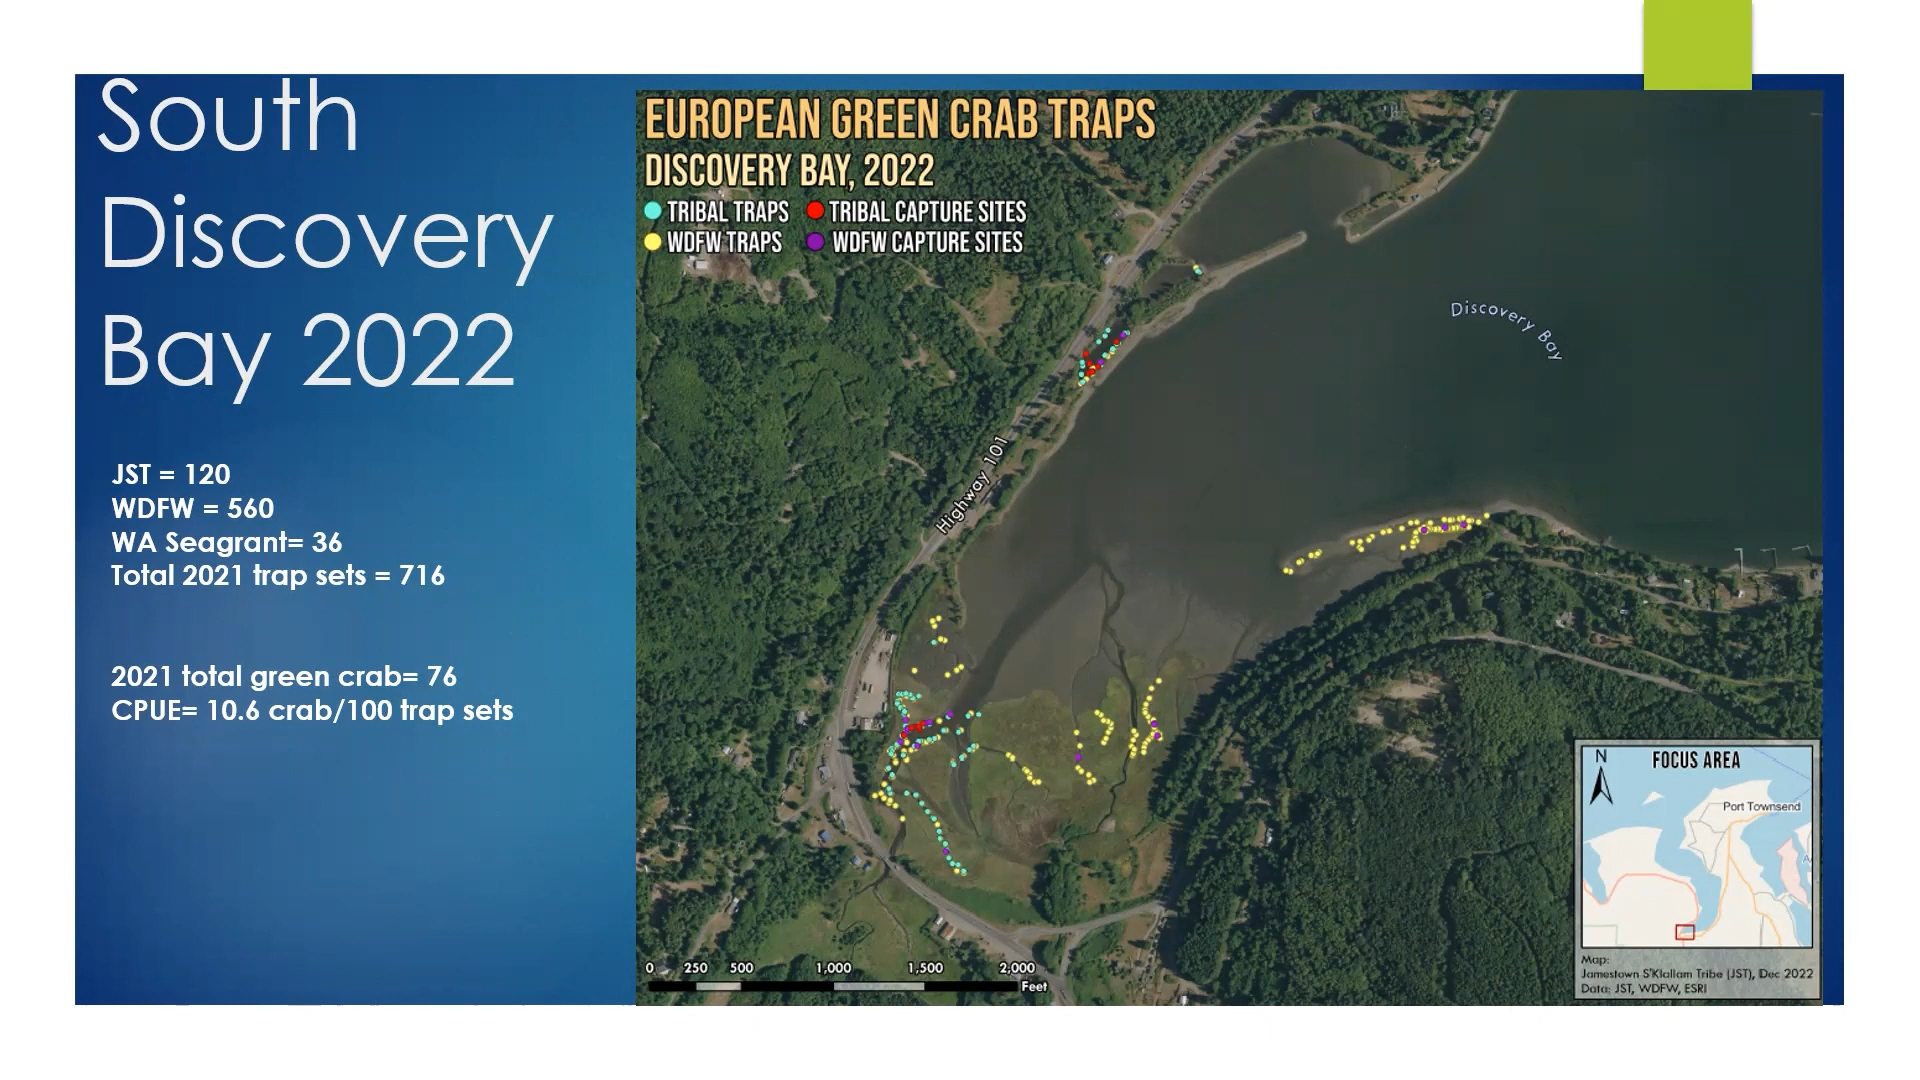 South
Discovery
Bay 2022
JST = 120
WDFW = 560
WA Seagrant= 36
Total 2021 trap sets = 716
2021 total green crab= 76
CPUE= 10.6 crab/100 trap sets
EUROPEAN GREEN CRAB TRAPS
DISCOVERY BAY, 2022
TRIBAL TRAPS
TRIBAL CAPTURE SITES
WDFW TRAPS
WDFW CAPTURE SITES
Discovery Bay
Highway 101
0 250 500 1,000 1,500 2,000
Feet
N
FOCUS AREA
Port Townsend
A
Map:
Jamestown S'Klallam Tribe (JST), Dec 2022
Data: JST, WDFW, ESRI